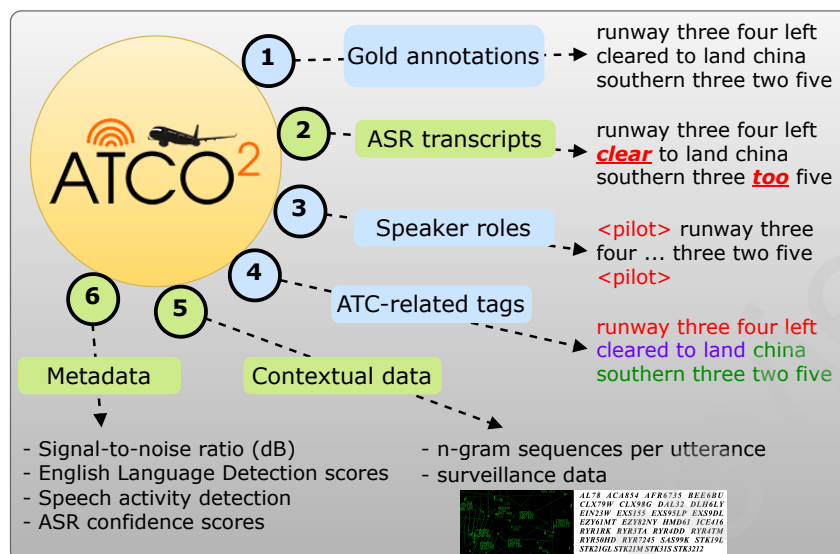 1
Gold annotations
runway three four left
cleared to land china
southern three two five
2
ASR transcripts
runway three four left
clear to land china
southern three too five
ATCO2
3
Speaker roles
<pilot> runway three
four ... three two five
<pilot>
4
ATC-related tags
runway three four left
cleared to land china
southern three two five
5
Contextual data
- n-gram sequences per utterance
- surveillance data
AL78 ACA854 AFR6735 BEE6BU
CLX79W CLX98G DAL32 DLH6LY
EIN23W EXS155 EXS95LP EXS9DL
EZY61MT EZY82NY HMD61 ICE416
RYR1RK RYR3TA RYR4DD RYR4TM
RYR50HD RYR7245 SAS99K STK19L
STK21GL STK21M STK31S SVR3212
6
Metadata
- Signal-to-noise ratio (dB)
- English Language Detection scores
- Speech activity detection
- ASR confidence scores